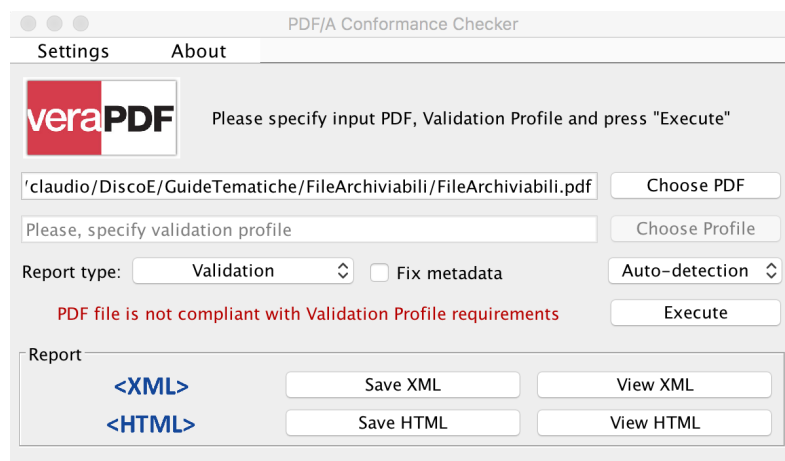 PDF/A Conformance Checker
Settings About
veraPDF
Please specify input PDF, Validation Profile and press "Execute"
/claudio/DiscoE/GuideTematiche/FileArchiviabili/FileArchiviabili.pdf Choose PDF
Please, specify validation profile Choose Profile
Report type: Validation Fix metadata Auto-detection
PDF file is not compliant with Validation Profile requirements Execute
Report
<XML> Save XML View XML
<HTML> Save HTML View HTML